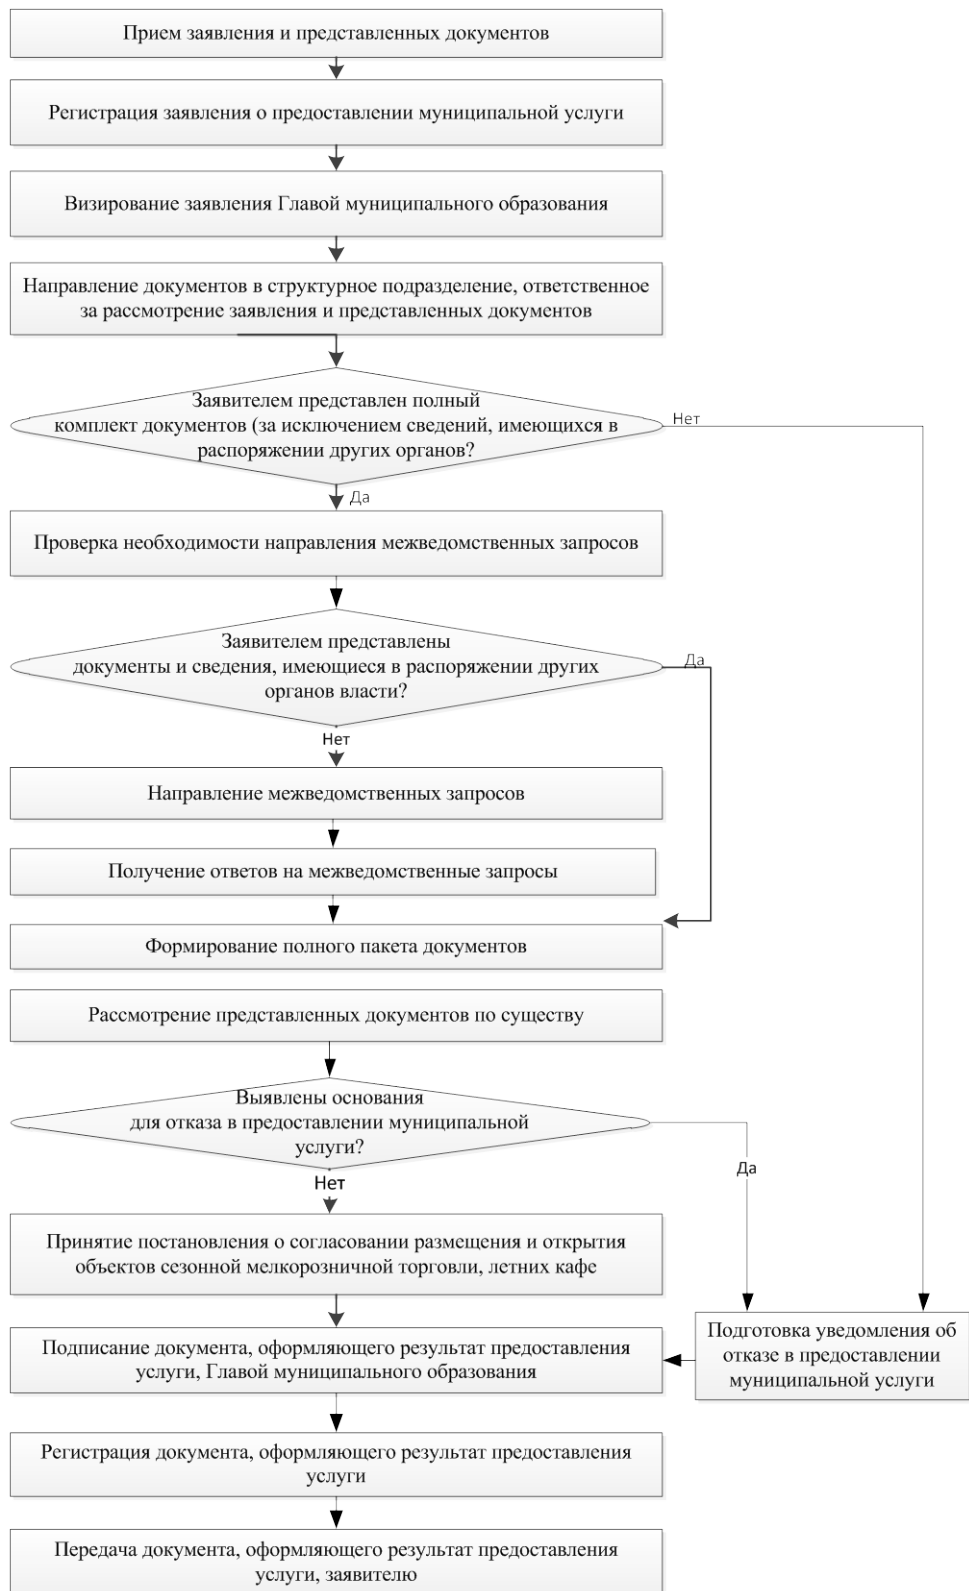 Прием заявления и представленных документов
Регистрация заявления о предоставлении муниципальной услуги
Визирование заявления Главой муниципального образования
Направление документов в структурное подразделение, ответственное
за рассмотрение заявления и представленных документов
Заявителем представлен полный
комплект документов (за исключением сведений, имеющихся в
распоряжении других органов?
Нет
Да
Проверка необходимости направления межведомственных запросов
Заявителем представлены
документы и сведения, имеющиеся в распоряжении других
органов власти?
Да
Нет
Направление межведомственных запросов
Получение ответов на межведомственные запросы
Формирование полного пакета документов
Рассмотрение представленных документов по существу
Выявлены основания
для отказа в предоставлении муниципальной
услуги?
Да
Нет
Принятие постановления о согласовании размещения и открытия
объектов сезонной мелкорозничной торговли, летних кафе
Подготовка уведомления об
отказе в предоставлении
муниципальной услуги
Подписание документа, оформляющего результат предоставления
услуги, Главой муниципального образования
Регистрация документа, оформляющего результат предоставления
услуги
Передача документа, оформляющего результат предоставления
услуги, заявителю